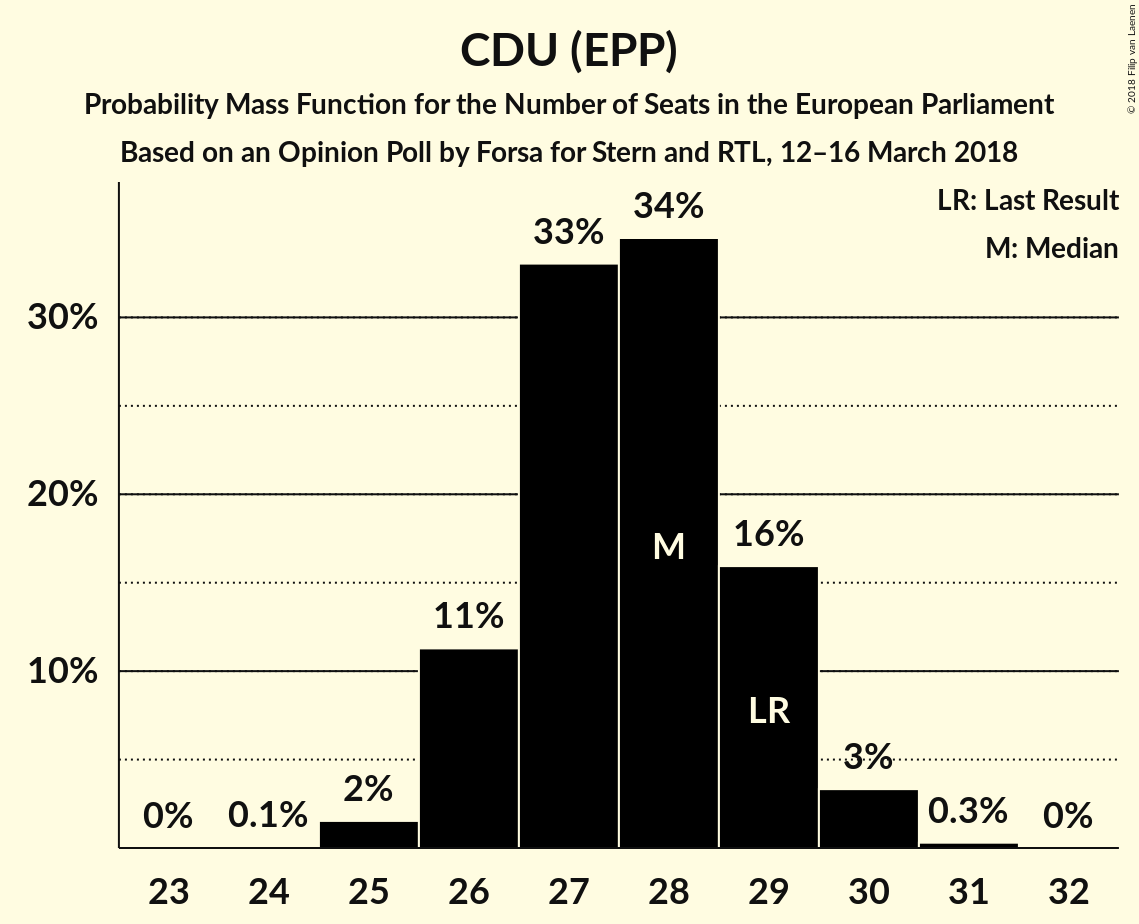 CDU (EPP)
Probability Mass Function for the Number of Seats in the European Parliament
Based on an Opinion Poll by Forsa for Stern and RTL, 12–16 March 2018
© 2018 Filip van Laenen
LR: Last Result
M: Median
34%
33%
30%
20%
16%
M
11%
10%
LR
3%
2%
0%
0.1%
0.3%
0%
23 24 25 26 27 28 29 30 31 32